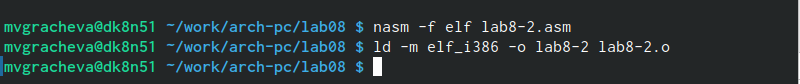 mvgracheva@dk8n51 ~/work/arch-pc/lab08 $ nasm -f elf lab8-2.asm
mvgracheva@dk8n51 ~/work/arch-pc/lab08 $ ld -m elf_i386 -o lab8-2 lab8-2.o
mvgracheva@dk8n51 ~/work/arch-pc/lab08 $